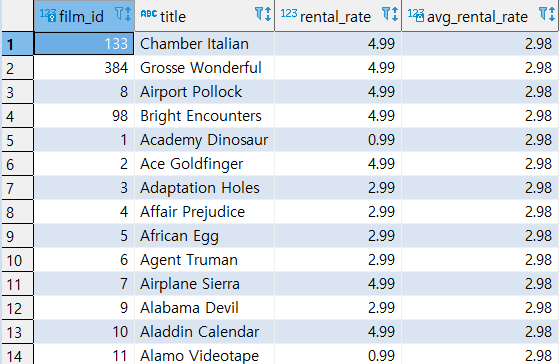 123 film_id ABC title 123 rental_rate 123 avg_rental_rate
1 133 Chamber Italian 4.99 2.98
2 384 Grosse Wonderful 4.99 2.98
3 8 Airport Pollock 4.99 2.98
4 98 Bright Encounters 4.99 2.98
5 1 Academy Dinosaur 0.99 2.98
6 2 Ace Goldfinger 4.99 2.98
7 3 Adaptation Holes 2.99 2.98
8 4 Affair Prejudice 2.99 2.98
9 5 African Egg 2.99 2.98
10 6 Agent Truman 2.99 2.98
11 7 Airplane Sierra 4.99 2.98
12 9 Alabama Devil 2.99 2.98
13 10 Aladdin Calendar 4.99 2.98
14 11 Alamo Videotape 0.99 2.98